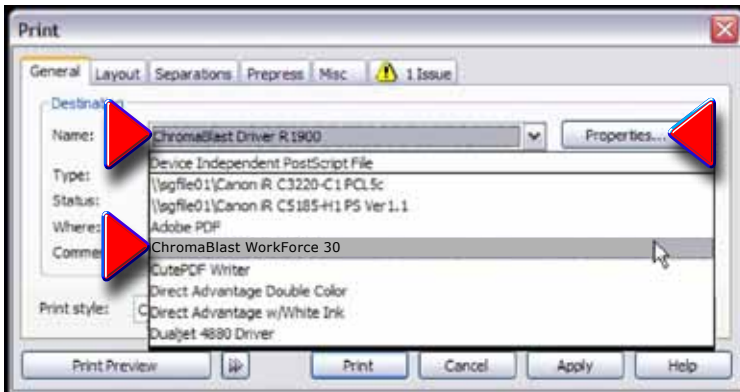 Print
General Layout Separations Prepress Misc 1 Issue
Name: ChromaBlast Driver R1900 Properties...
Device Independent PostScript File
Type: \\sgfile01\Canon iR C3220-C1 PCL5c
Status: \\sgfile01\Canon iR C5185-H1 PS Ver1.1
Where: Adobe PDF
ChromaBlast WorkForce 30
CutePDF Writer
Direct Advantage Double Color
Print style: Direct Advantage w/White Ink
Dualjet 4880 Driver
Print Preview Print Cancel Apply Help